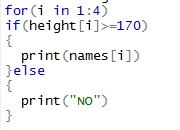 for(i in 1:4)
if(height[i]>=170)
{
  print(names[i])
}else
{
  print("NO")
}